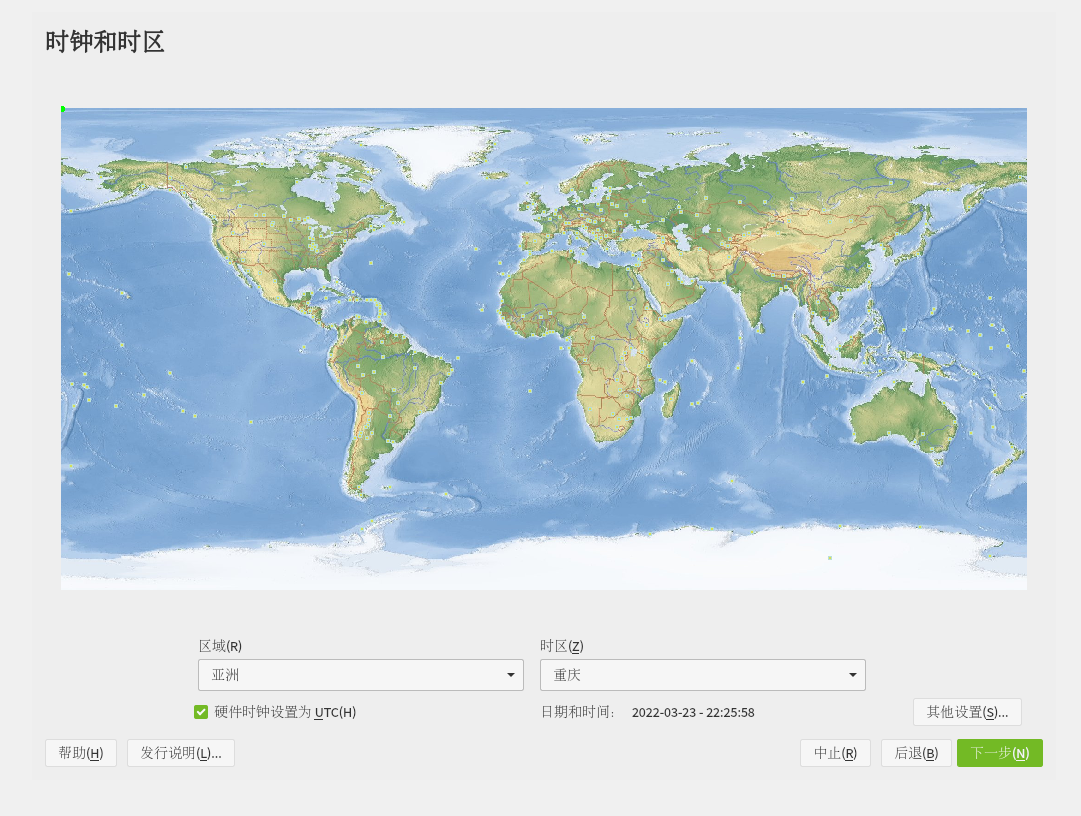 时钟和时区
区域(R)
时区(Z)
亚洲
重庆
硬件时钟设置为 UTC(H)
日期和时间:
2022-03-23 - 22:25:58
其他设置(S)...
帮助(H)
发行说明(L)...
中止(R)
后退(B)
下一步(N)